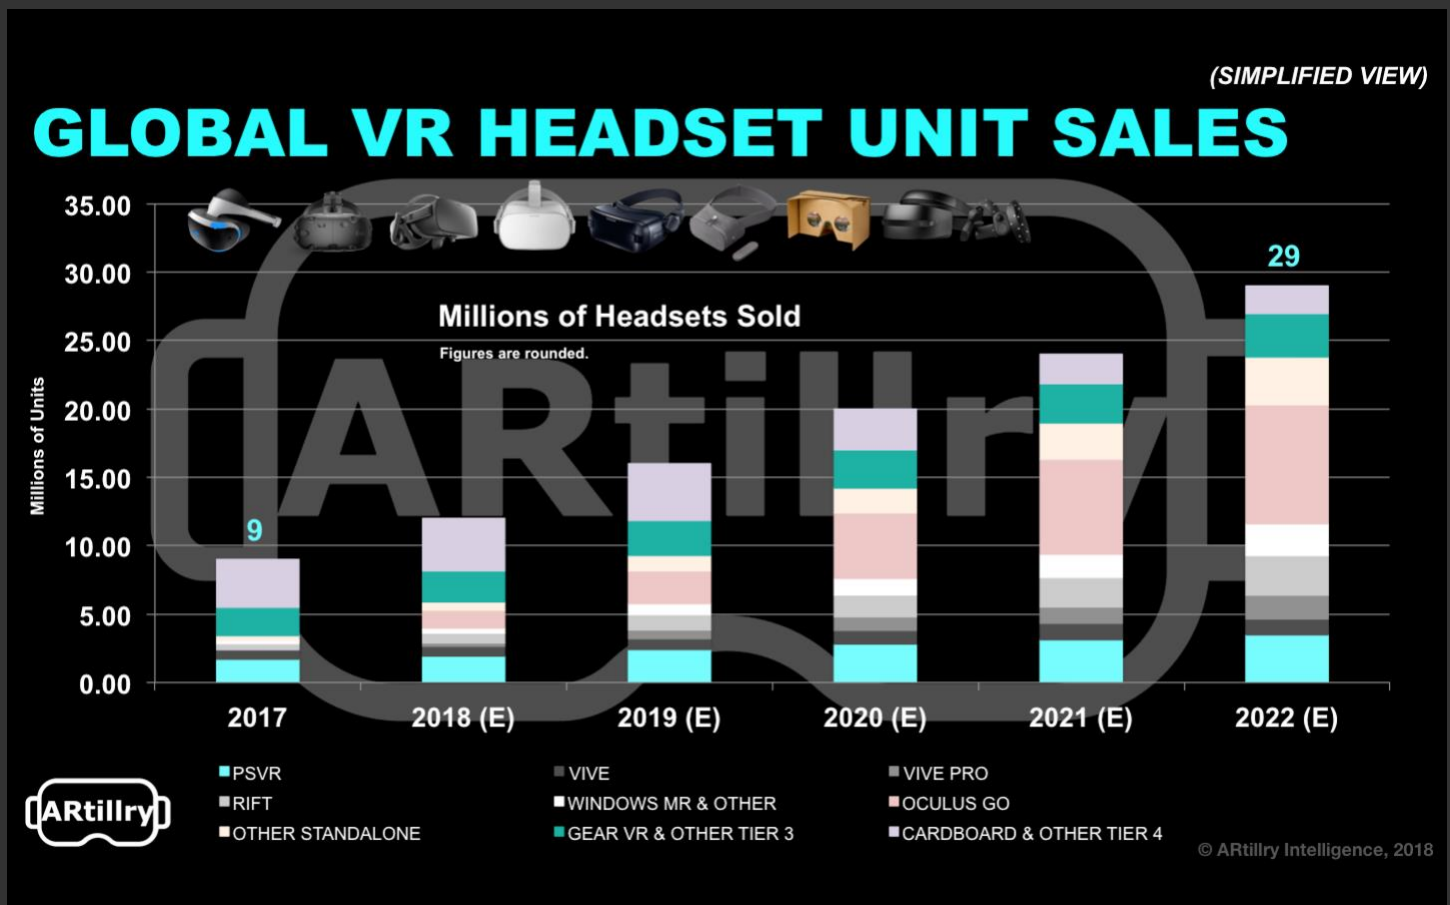 (SIMPLIFIED VIEW)
GLOBAL VR HEADSET UNIT SALES
35.00
30.00
29
Millions of Headsets Sold
25.00
Figures are rounded.
ARtillry
Millions of Units
20.00
15.00
9
10.00
5.00
0.00
2017 2018 (E) 2019 (E) 2020 (E) 2021 (E) 2022 (E)
PSVR VIVE VIVE PRO
RIFT WINDOWS MR & OTHER OCULUS GO
OTHER STANDALONE GEAR VR & OTHER TIER 3 CARDBOARD & OTHER TIER 4
ARtillry
© ARtillry Intelligence, 2018